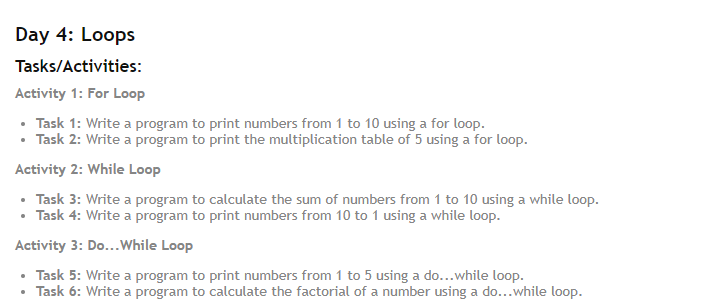 Day 4: Loops
Tasks/Activities:
Activity 1: For Loop
• Task 1: Write a program to print numbers from 1 to 10 using a for loop.
• Task 2: Write a program to print the multiplication table of 5 using a for loop.
Activity 2: While Loop
• Task 3: Write a program to calculate the sum of numbers from 1 to 10 using a while loop.
• Task 4: Write a program to print numbers from 10 to 1 using a while loop.
Activity 3: Do...While Loop
• Task 5: Write a program to print numbers from 1 to 5 using a do...while loop.
• Task 6: Write a program to calculate the factorial of a number using a do...while loop.